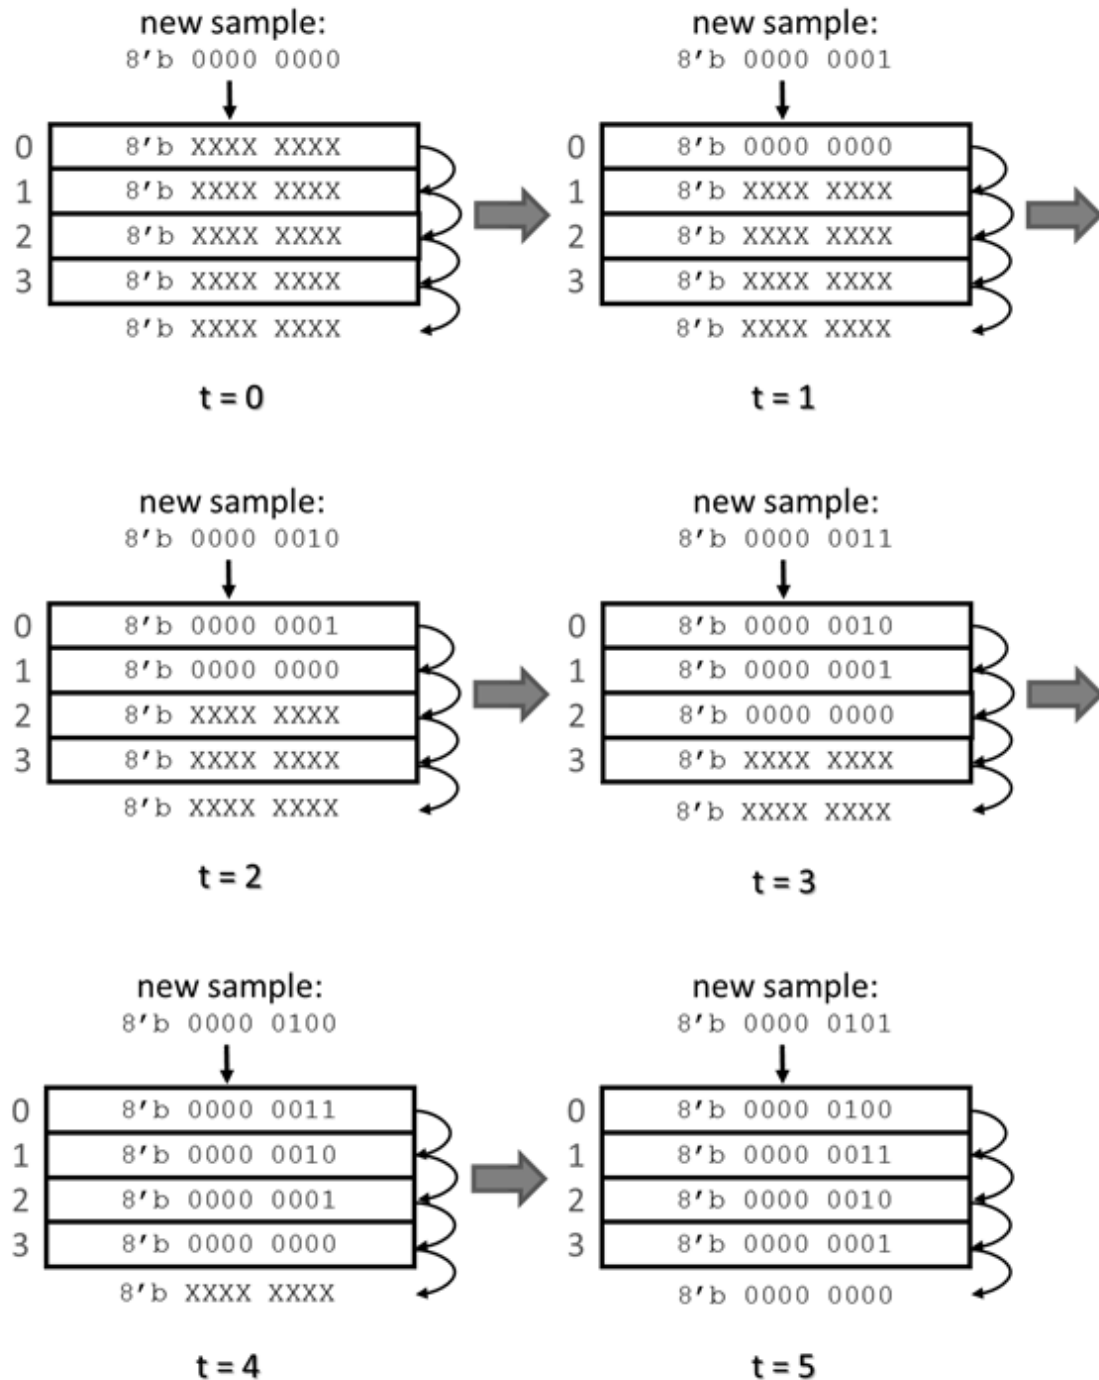 new sample:
8'b 0000 0000
0 8'b XXXX XXXX
1 8'b XXXX XXXX
2 8'b XXXX XXXX
3 8'b XXXX XXXX
8'b XXXX XXXX
t = 0
new sample:
8'b 0000 0001
0 8'b 0000 0000
1 8'b XXXX XXXX
2 8'b XXXX XXXX
3 8'b XXXX XXXX
8'b XXXX XXXX
t = 1
new sample:
8'b 0000 0010
0 8'b 0000 0001
1 8'b 0000 0000
2 8'b XXXX XXXX
3 8'b XXXX XXXX
8'b XXXX XXXX
t = 2
new sample:
8'b 0000 0011
0 8'b 0000 0010
1 8'b 0000 0001
2 8'b 0000 0000
3 8'b XXXX XXXX
8'b XXXX XXXX
t = 3
new sample:
8'b 0000 0100
0 8'b 0000 0011
1 8'b 0000 0010
2 8'b 0000 0001
3 8'b 0000 0000
8'b XXXX XXXX
t = 4
new sample:
8'b 0000 0101
0 8'b 0000 0100
1 8'b 0000 0011
2 8'b 0000 0010
3 8'b 0000 0001
8'b 0000 0000
t = 5